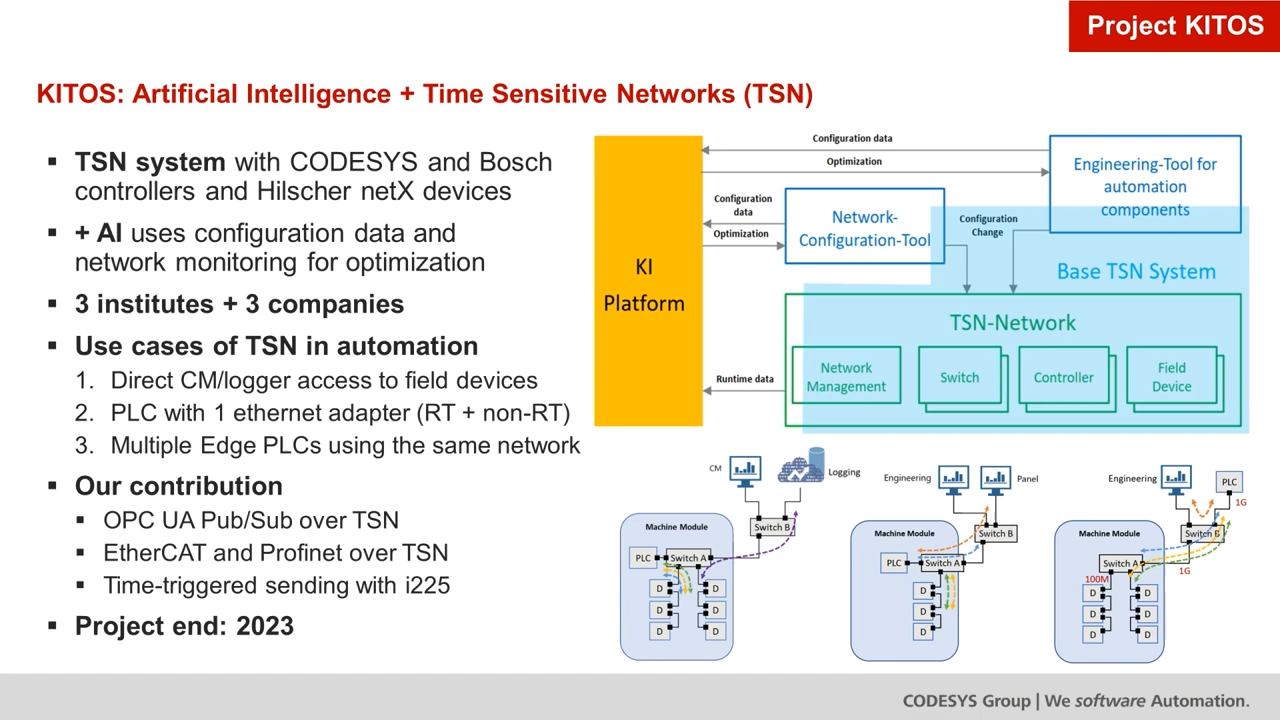 Project KITOS
KITOS: Artificial Intelligence + Time Sensitive Networks (TSN)
▪ TSN system with CODESYS and Bosch
controllers and Hilscher netX devices
▪ + AI uses configuration data and
network monitoring for optimization
▪ 3 institutes + 3 companies
▪ Use cases of TSN in automation
1. Direct CM/logger access to field devices
2. PLC with 1 ethernet adapter (RT + non-RT)
3. Multiple Edge PLCs using the same network
▪ Our contribution
▪ OPC UA Pub/Sub over TSN
▪ EtherCAT and Profinet over TSN
▪ Time-triggered sending with i225
▪ Project end: 2023
KI
Platform
Configuration data
Optimization
Engineering-Tool for
automation
components
Configuration
data
Optimization
Network-
Configuration-Tool
Configuration
Change
Base TSN System
TSN-Network
Network
Management
Switch
Controller
Field
Device
Runtime data
CM
Logging
Switch B
Machine Module
PLC
Switch A
D
D
D
D
D
D
Engineering
Panel
Switch B
Machine Module
PLC
Switch A
D
D
D
Engineering
PLC
1G
Switch B
Machine Module
Switch A
1G
100M
D
D
D
D
D
D
CODESYS Group | We software Automation.